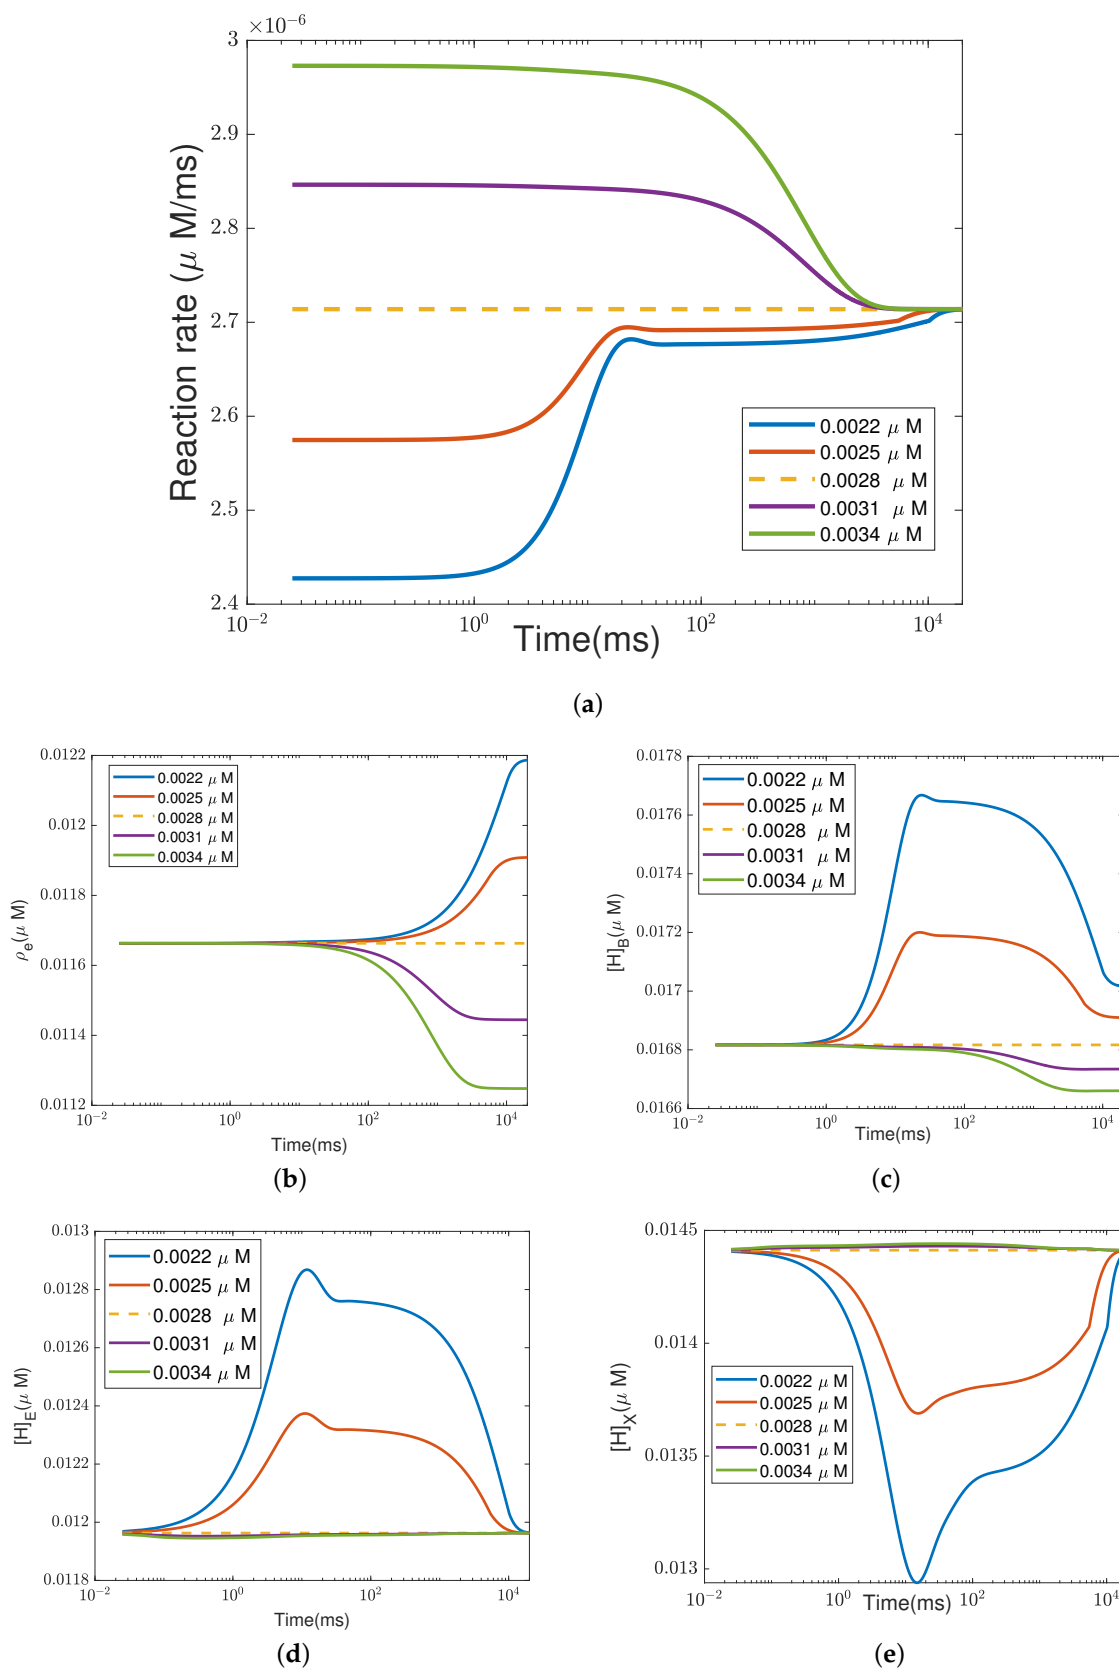 ×10⁻⁶
3
2.9
2.8
2.7
2.6
2.5
2.4
Reaction rate (μ M/ms)
0.0022 μ M
0.0025 μ M
0.0028 μ M
0.0031 μ M
0.0034 μ M
10⁻² 10⁰ 10² 10⁴
Time(ms)
(a)
0.0122
0.012
0.0118
0.0116
0.0114
0.0112
ρₑ(μ M)
0.0022 μ M
0.0025 μ M
0.0028 μ M
0.0031 μ M
0.0034 μ M
10⁻² 10⁰ 10² 10⁴
Time(ms)
(b)
0.0178
0.0176
0.0174
0.0172
0.017
0.0168
0.0166
[H]_B(μ M)
0.0022 μ M
0.0025 μ M
0.0028 μ M
0.0031 μ M
0.0034 μ M
10⁻² 10⁰ 10² 10⁴
Time(ms)
(c)
0.013
0.0128
0.0126
0.0124
0.0122
0.012
0.0118
[H]_E(μ M)
0.0022 μ M
0.0025 μ M
0.0028 μ M
0.0031 μ M
0.0034 μ M
10⁻² 10⁰ 10² 10⁴
Time(ms)
(d)
0.0145
0.014
0.0135
0.013
[H]_X(μ M)
0.0022 μ M
0.0025 μ M
0.0028 μ M
0.0031 μ M
0.0034 μ M
10⁻² 10⁰ 10² 10⁴
Time(ms)
(e)